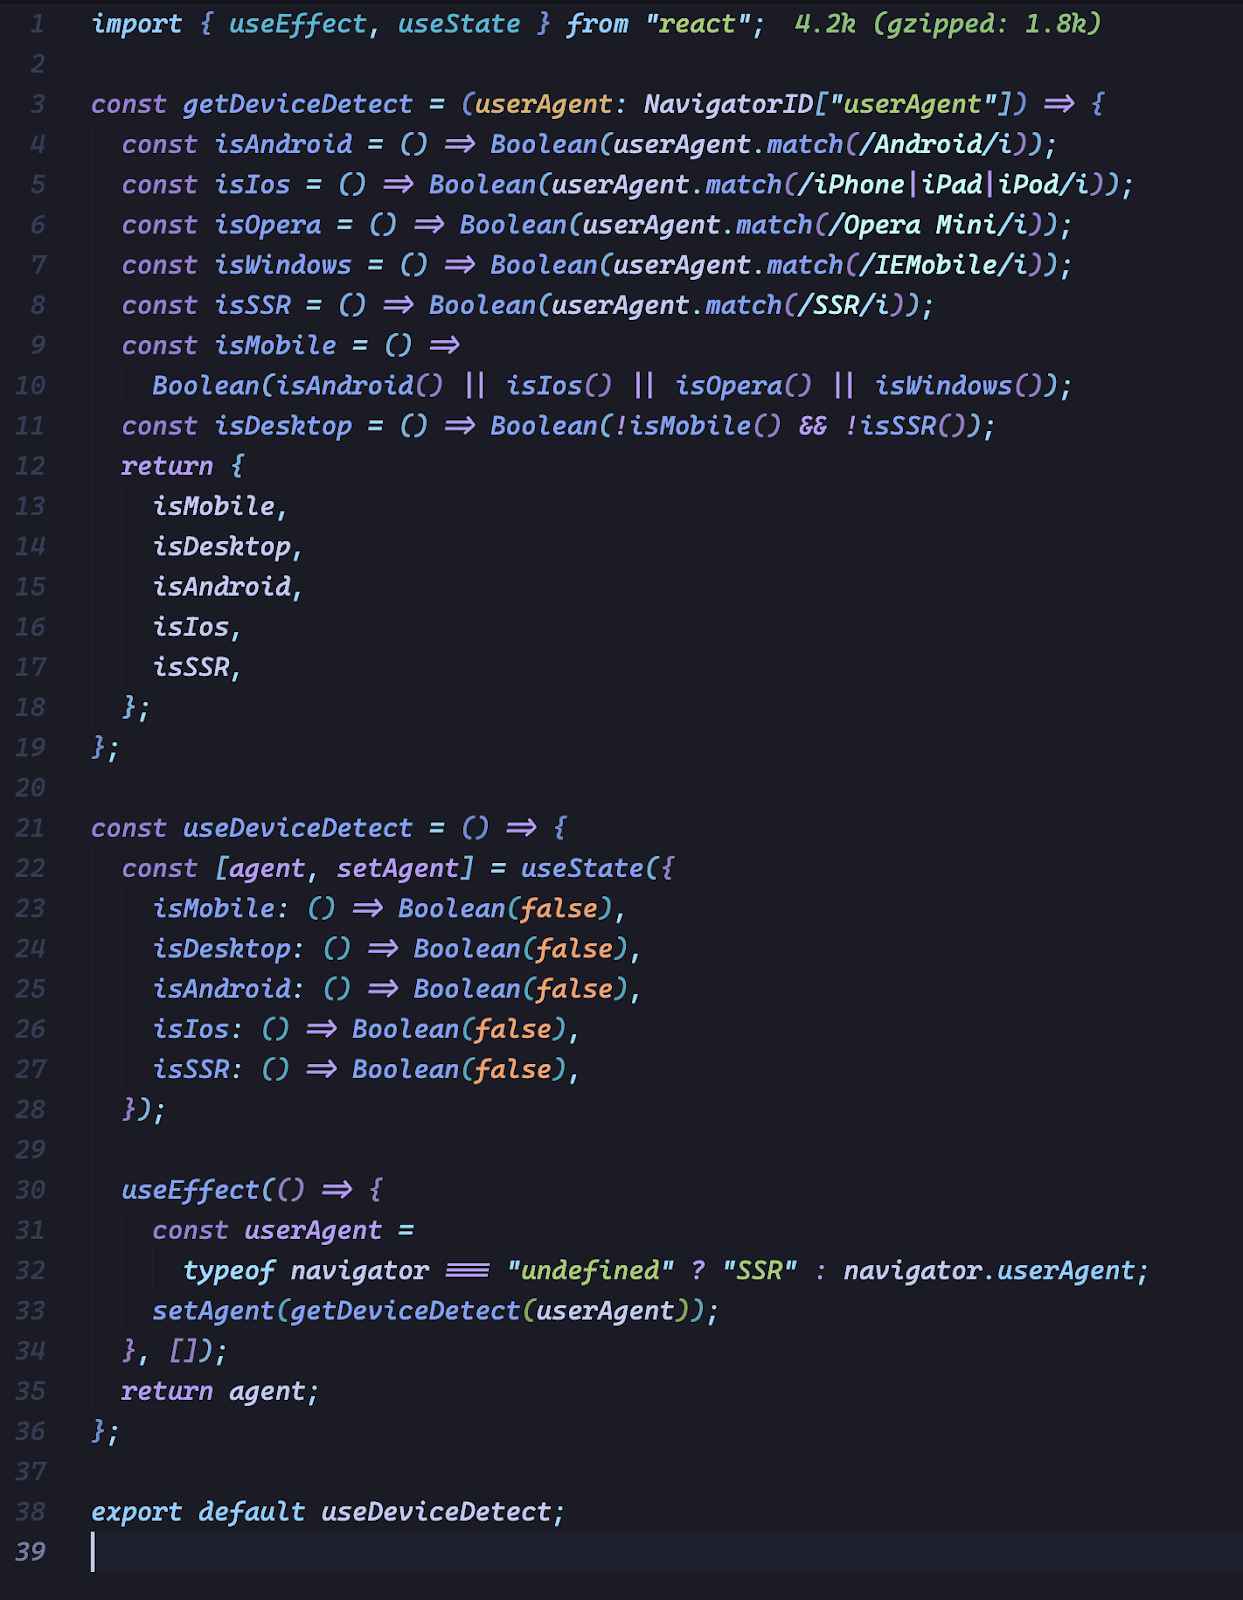 1 import { useEffect, useState } from "react"; 4.2k (gzipped: 1.8k)
2
3 const getDeviceDetect = (userAgent: NavigatorID["userAgent"]) => {
4   const isAndroid = () => Boolean(userAgent.match(/Android/i));
5   const isIos = () => Boolean(userAgent.match(/iPhone|iPad|iPod/i));
6   const isOpera = () => Boolean(userAgent.match(/Opera Mini/i));
7   const isWindows = () => Boolean(userAgent.match(/IEMobile/i));
8   const isSSR = () => Boolean(userAgent.match(/SSR/i));
9   const isMobile = () =>
10     Boolean(isAndroid() || isIos() || isOpera() || isWindows());
11   const isDesktop = () => Boolean(!isMobile() && !isSSR());
12   return {
13     isMobile,
14     isDesktop,
15     isAndroid,
16     isIos,
17     isSSR,
18   };
19 };
20
21 const useDeviceDetect = () => {
22   const [agent, setAgent] = useState({
23     isMobile: () => Boolean(false),
24     isDesktop: () => Boolean(false),
25     isAndroid: () => Boolean(false),
26     isIos: () => Boolean(false),
27     isSSR: () => Boolean(false),
28   });
29
30   useEffect(() => {
31     const userAgent =
32       typeof navigator === "undefined" ? "SSR" : navigator.userAgent;
33     setAgent(getDeviceDetect(userAgent));
34   }, []);
35   return agent;
36 };
37
38 export default useDeviceDetect;
39